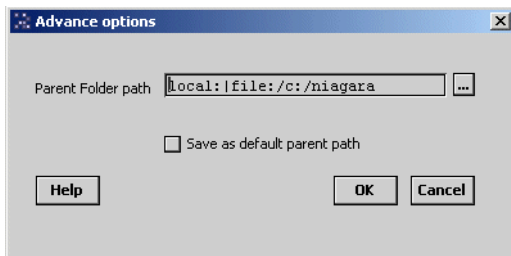 Advance options
Parent Folder path local:|file:/c:/niagara ...
Save as default parent path
Help OK Cancel